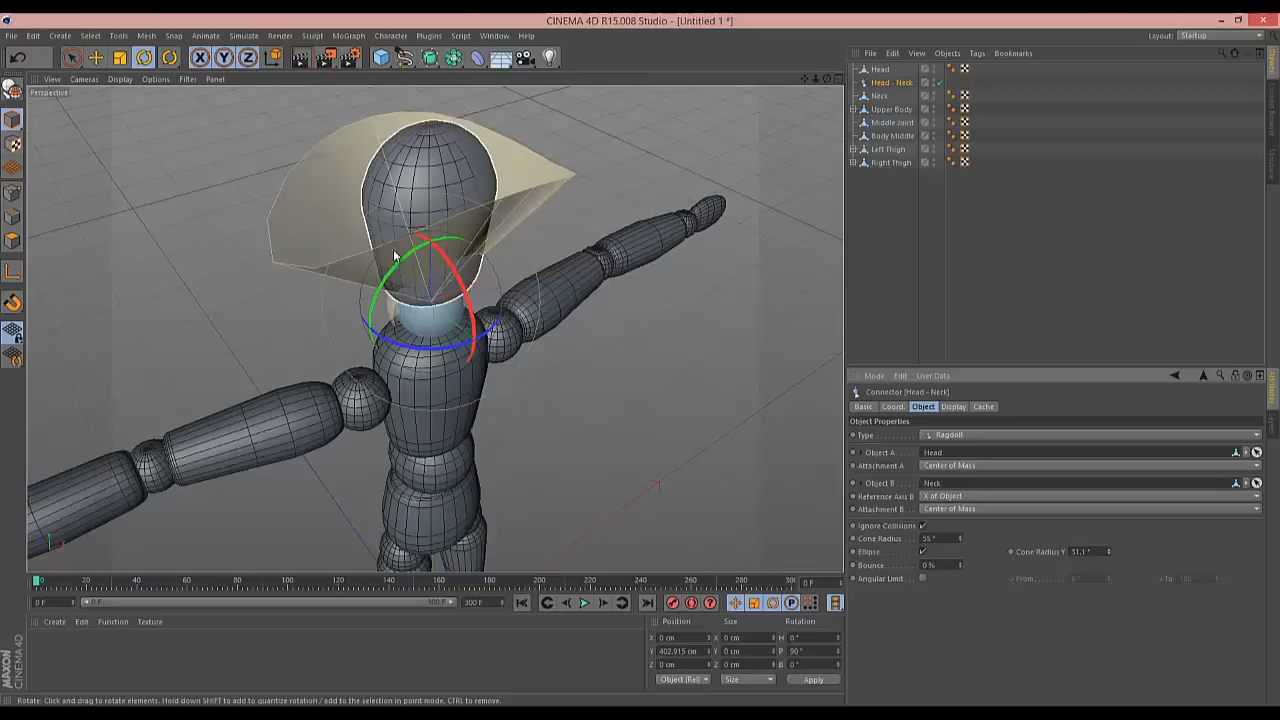 CINEMA 4D R15.008 Studio - [Untitled 1 *]
File Edit Create Select Tools Mesh Snap Animate Simulate Render Sculpt MoGraph Character Plugins Script Window Help
Layout: Startup
View Cameras Display Options Filter Panel
Perspective
File Edit View Objects Tags Bookmarks
Head
Head - Neck
Neck
Upper Body
Middle Joint
Body Middle
Left Thigh
Right Thigh
Mode Edit User Data
Connector [Head - Neck]
Basic Coord. Object Display Cache
Object Properties
Type Ragdoll
Object A Head
Attachment A Center of Mass
Object B Neck
Reference Axis B X of Object
Attachment B Center of Mass
Ignore Collisions
Cone Radius 55 °
Ellipse Cone Radius Y 31.1 °
Bounce 0 %
Angular Limit From To
0 20 40 60 80 100 120 140 160 180 200 220 240 260 280 300 0 F
0 F 0 F 300 F 300 F
Create Edit Function Texture
Position Size Rotation
X 0 cm X 0 cm H 0 °
Y 402.915 cm Y 0 cm P 90 °
Z 0 cm Z 0 cm B 0 °
Object (Rel) Size Apply
MAXON CINEMA 4D
Rotate: Click and drag to rotate elements. Hold down SHIFT to add to quantize rotation / add to the selection in point mode, CTRL to remove.